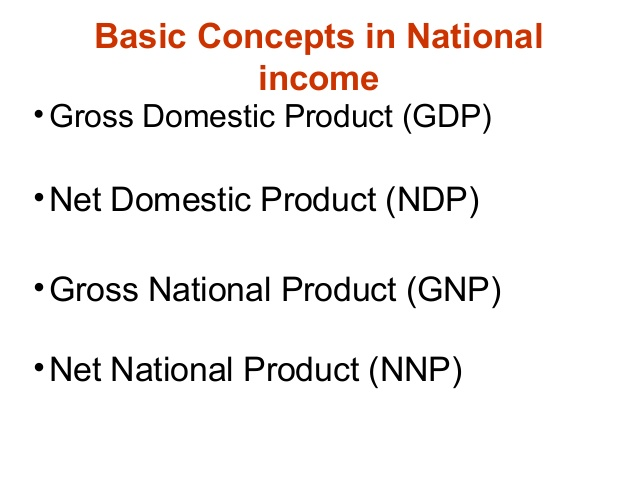 Basic Concepts in National
income
• Gross Domestic Product (GDP)
• Net Domestic Product (NDP)
• Gross National Product (GNP)
• Net National Product (NNP)